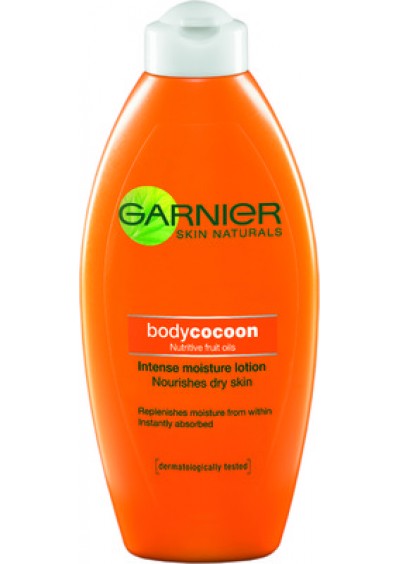 GARNIER
SKIN NATURALS
bodycocoon
Nutritive fruit oils
Intense moisture lotion
Nourishes dry skin
Replenishes moisture from within
Instantly absorbed
[dermatologically tested]